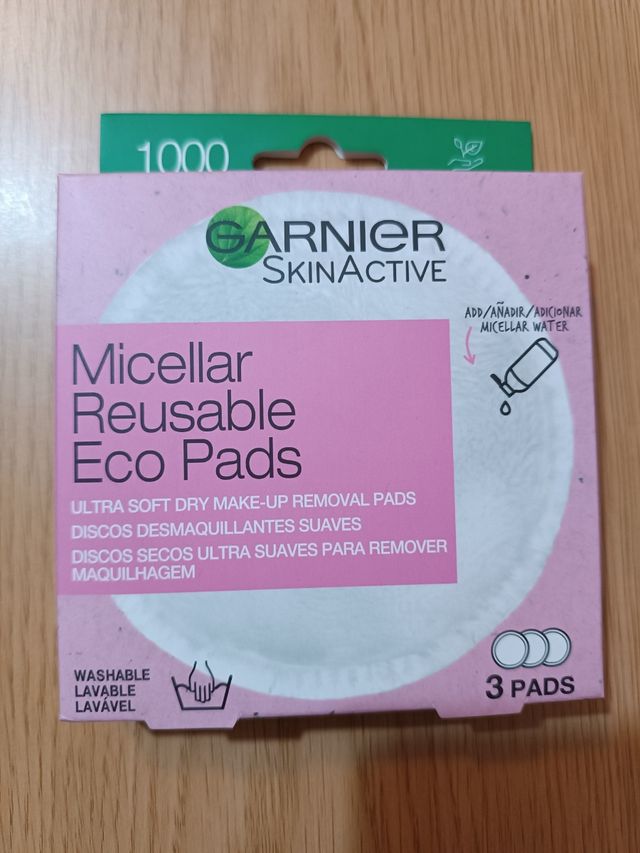 1000
GARNIER
SKINACTIVE
ADD/AÑADIR/ADICIONAR
MICELLAR WATER
Micellar
Reusable
Eco Pads
ULTRA SOFT DRY MAKE-UP REMOVAL PADS
DISCOS DESMAQUILLANTES SUAVES
DISCOS SECOS ULTRA SUAVES PARA REMOVER
MAQUILHAGEM
WASHABLE
LAVABLE
LAVÁVEL
3 PADS